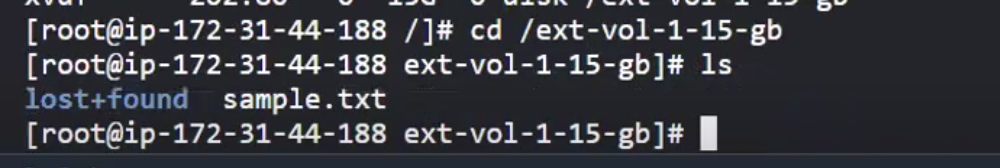 [root@ip-172-31-44-188 /]# cd /ext-vol-1-15-gb
[root@ip-172-31-44-188 ext-vol-1-15-gb]# ls
lost+found  sample.txt
[root@ip-172-31-44-188 ext-vol-1-15-gb]#